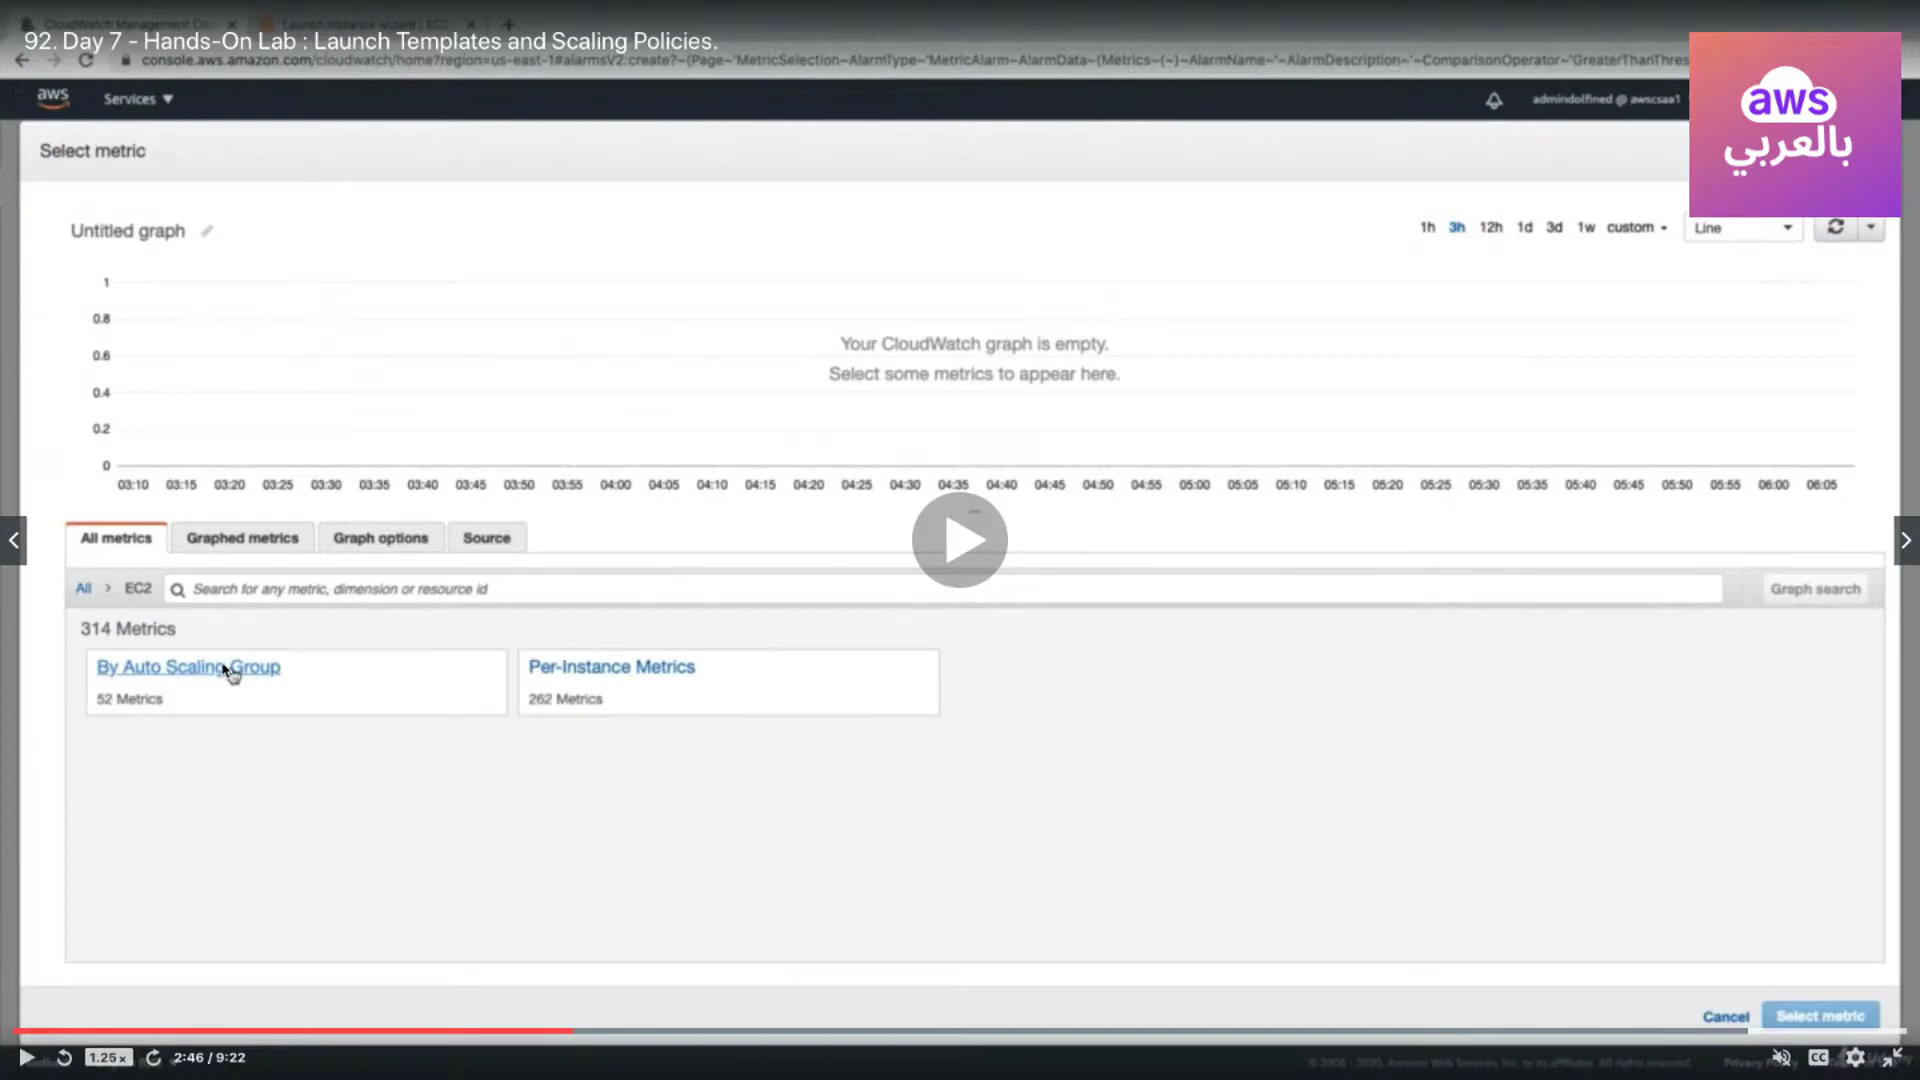 92. Day 7 - Hands-On Lab : Launch Templates and Scaling Policies.
console.aws.amazon.com/cloudwatch/home?region=us-east-1#alarmsV2:create?~(Page~'MetricSelection~AlarmType~'MetricAlarm~AlarmData~(Metrics~(~)~AlarmName~'~AlarmDescription~'~ComparisonOperator~'GreaterThanThres
aws
Services
admindolfined @ awscsaa1
aws
بالعربي
Select metric
Untitled graph
1h 3h 12h 1d 3d 1w custom
Line
1
0.8
0.6
0.4
0.2
0
Your CloudWatch graph is empty.
Select some metrics to appear here.
03:10 03:15 03:20 03:25 03:30 03:35 03:40 03:45 03:50 03:55 04:00 04:05 04:10 04:15 04:20 04:25 04:30 04:35 04:40 04:45 04:50 04:55 05:00 05:05 05:10 05:15 05:20 05:25 05:30 05:35 05:40 05:45 05:50 05:55 06:00 06:05
All metrics Graphed metrics Graph options Source
All > EC2 Search for any metric, dimension or resource id Graph search
314 Metrics
By Auto Scaling Group Per-Instance Metrics
52 Metrics 262 Metrics
Cancel Select metric
1.25x 2:46 / 9:22 CC